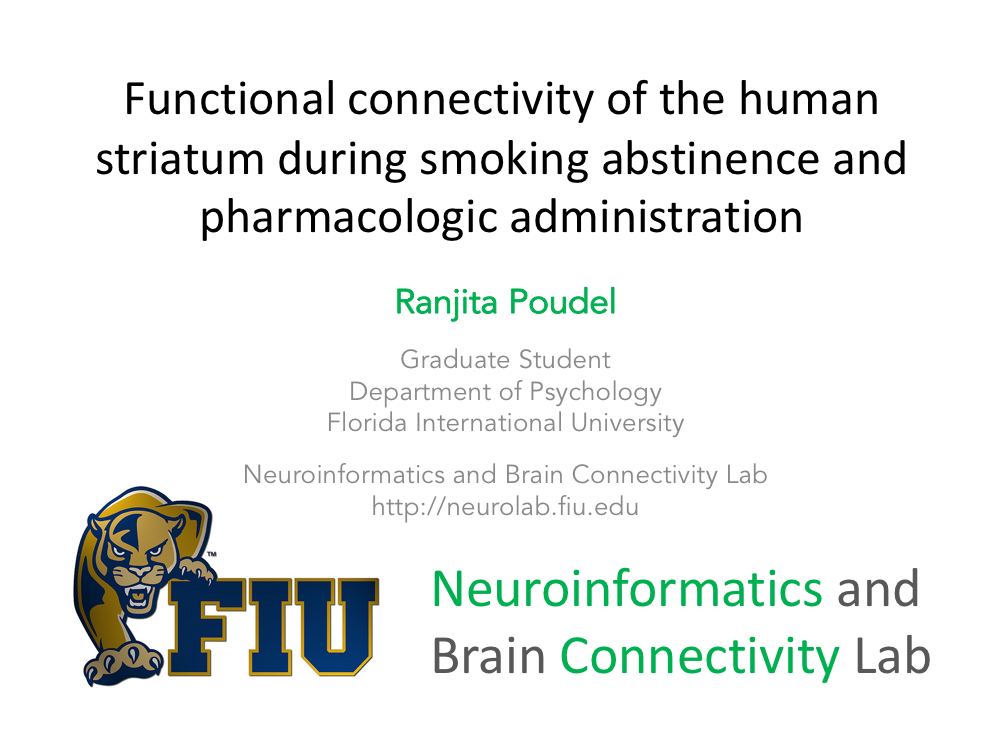 Functional connectivity of the human
striatum during smoking abstinence and
pharmacologic administration
Ranjita Poudel
Graduate Student
Department of Psychology
Florida International University
Neuroinformatics and Brain Connectivity Lab
http://neurolab.fiu.edu
™
FIU
Neuroinformatics and
Brain Connectivity Lab